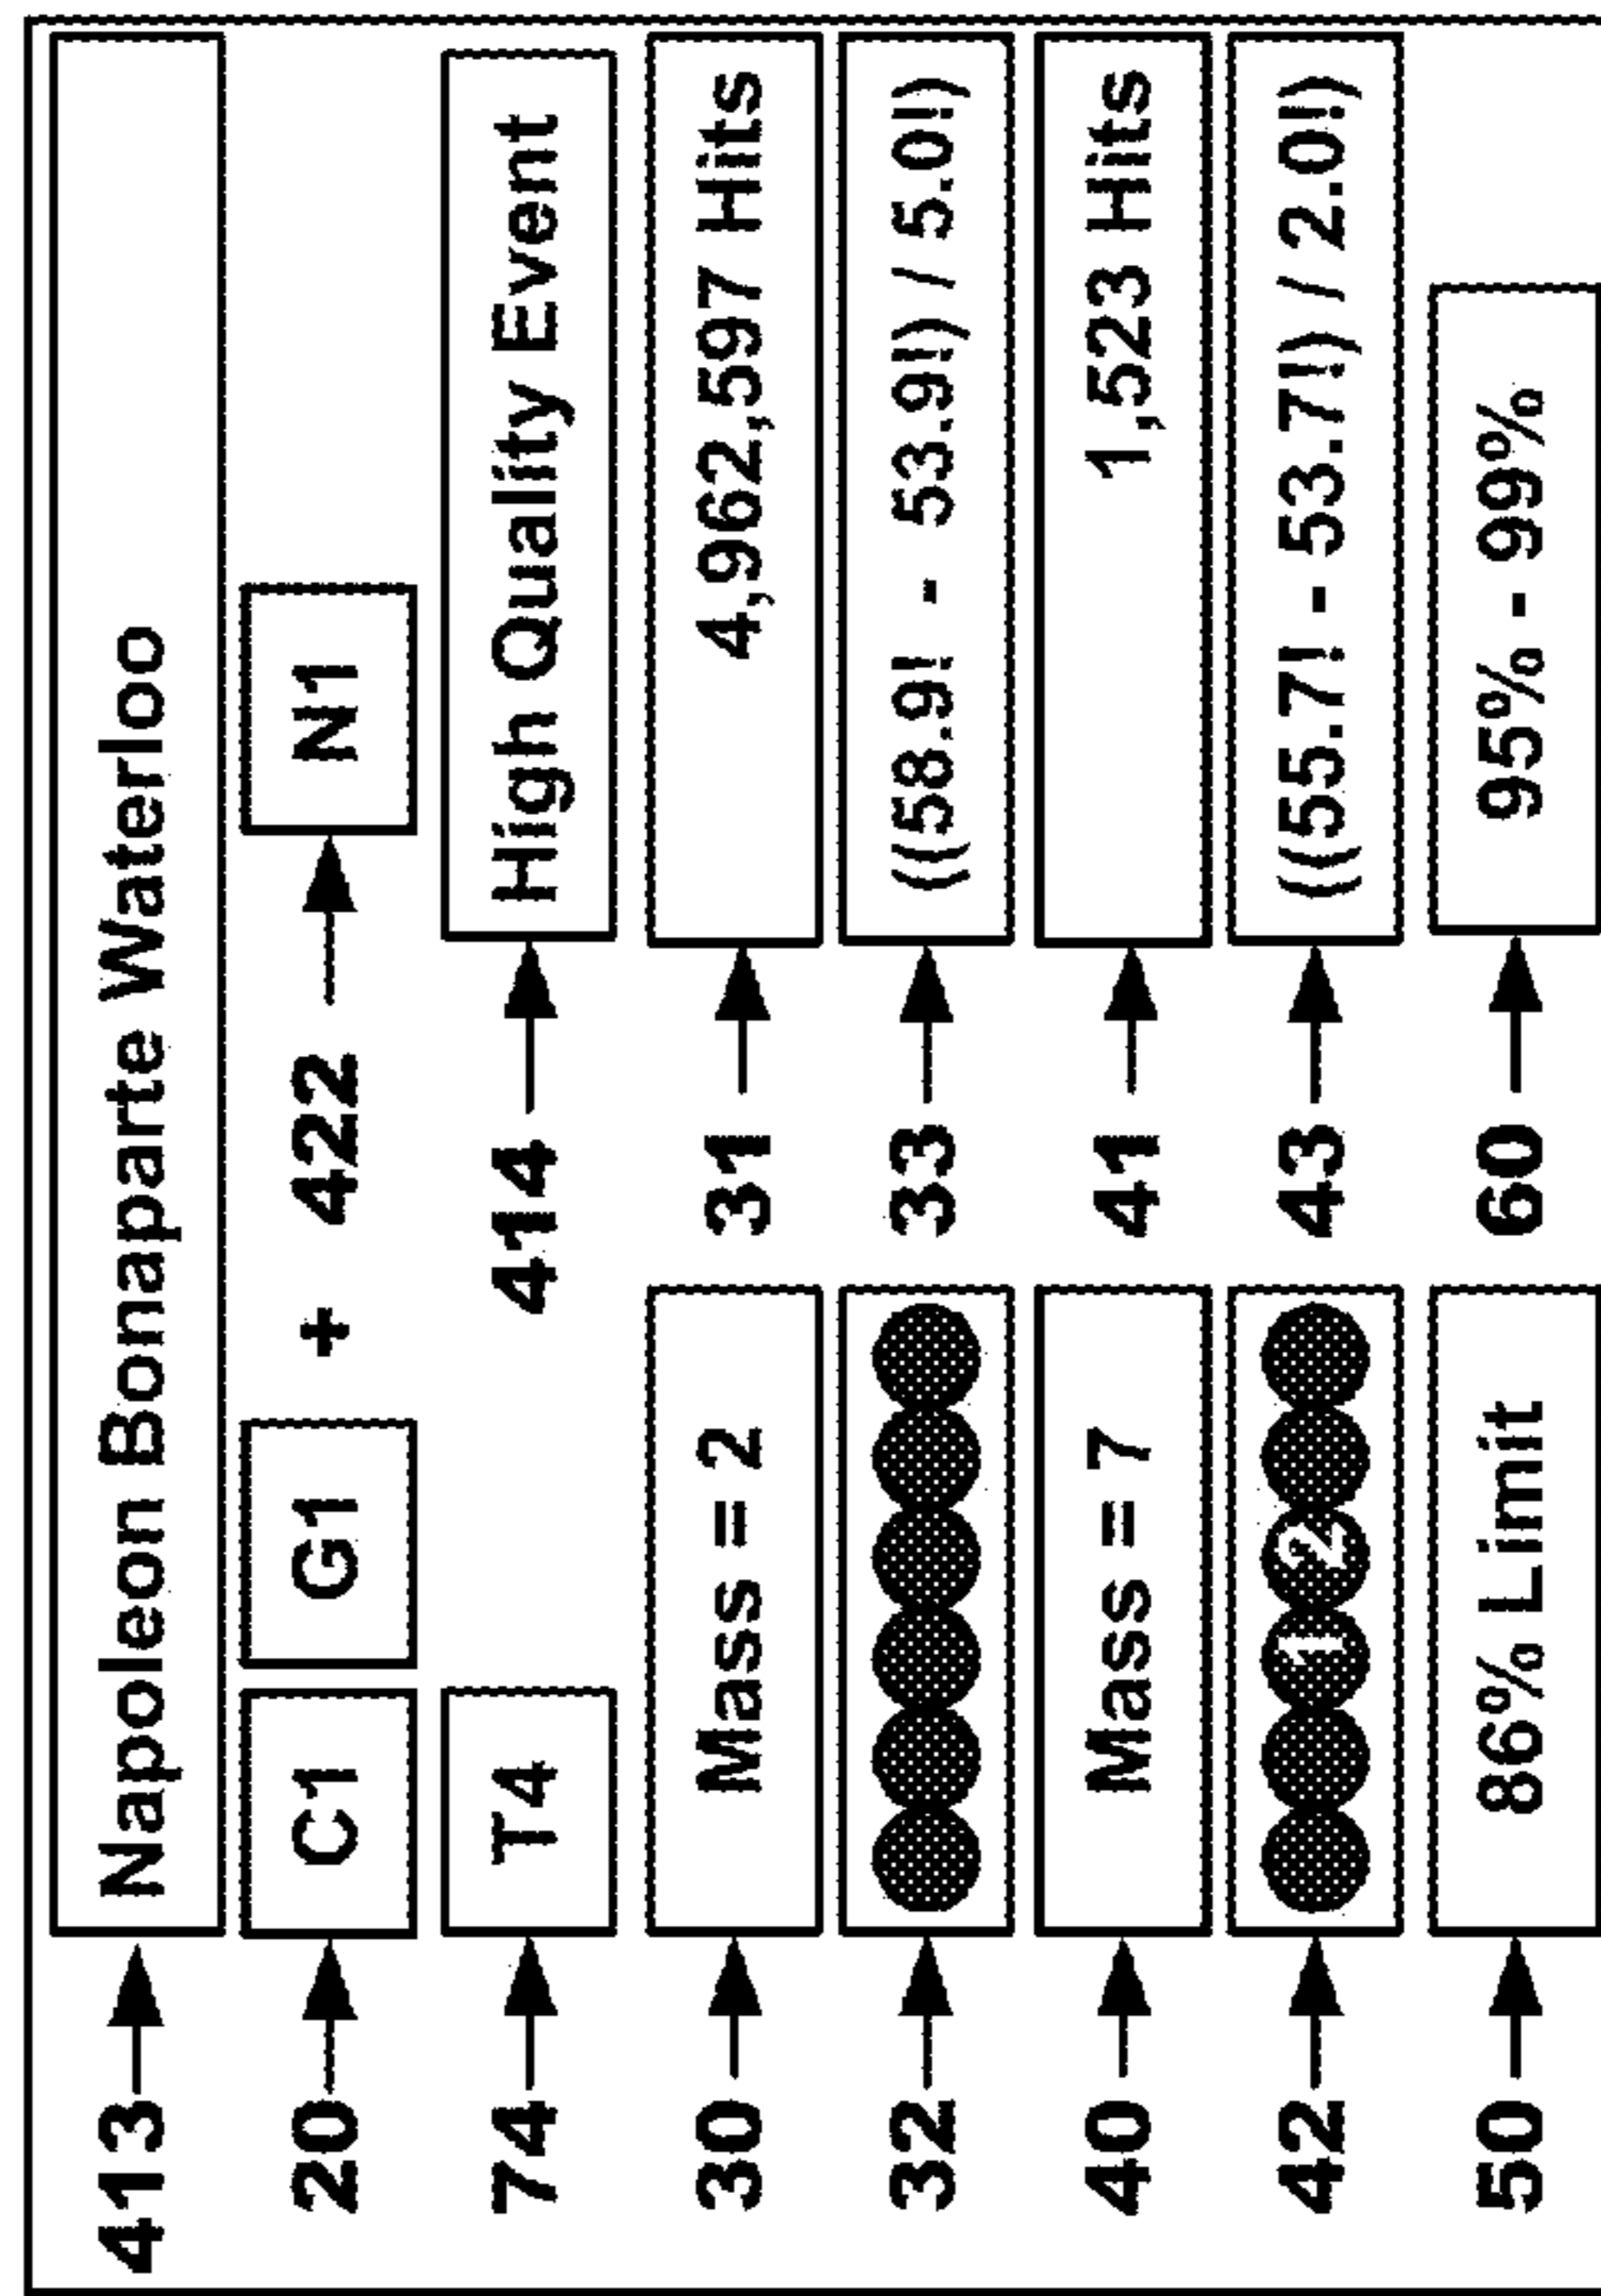 413 Napoleon Bonaparte Waterloo
20 C1 G1 + 422 N1
74 T4 414 High Quality Event
30 Mass = 2 31 4,962,597 Hits
32 33 ((58.9! - 53.9!) / 5.0!)
40 Mass = 7 41 1,523 Hits
42 1 2 43 ((55.7! - 53.7!) / 2.0!)
50 86% Limit 60 95% - 99%